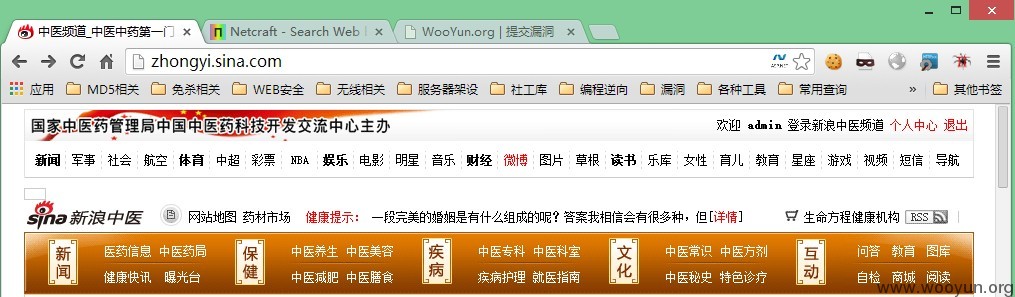 中医频道_中医中药第一门 Netcraft - Search Web WooYun.org | 提交漏洞
zhongyi.sina.com
应用 MD5相关 免杀相关 WEB安全 无线相关 服务器架设 社工库 编程逆向 漏洞 各种工具 常用查询 » 其他书签
国家中医药管理局中国中医药科技开发交流中心主办 欢迎 admin 登录新浪中医频道 个人中心 退出
新闻 军事 社会 航空 体育 中超 彩票 NBA 娱乐 电影 明星 音乐 财经 微博 图片 草根 读书 乐库 女性 育儿 教育 星座 游戏 视频 短信 导航
sina 新浪中医 网站地图 药材市场 健康提示: 一段完美的婚姻是有什么组成的呢?答案我相信会有很多种,但[详情] 生命方程健康机构 RSS
新闻 医药信息 中医药局 保健 中医养生 中医美容 疾病 中医专科 中医科室 文化 中医常识 中医方剂 互动 问答 教育 图库
健康快讯 曝光台 中医减肥 中医膳食 疾病护理 就医指南 中医秘史 特色诊疗 自检 商城 阅读
www.wooyun.org